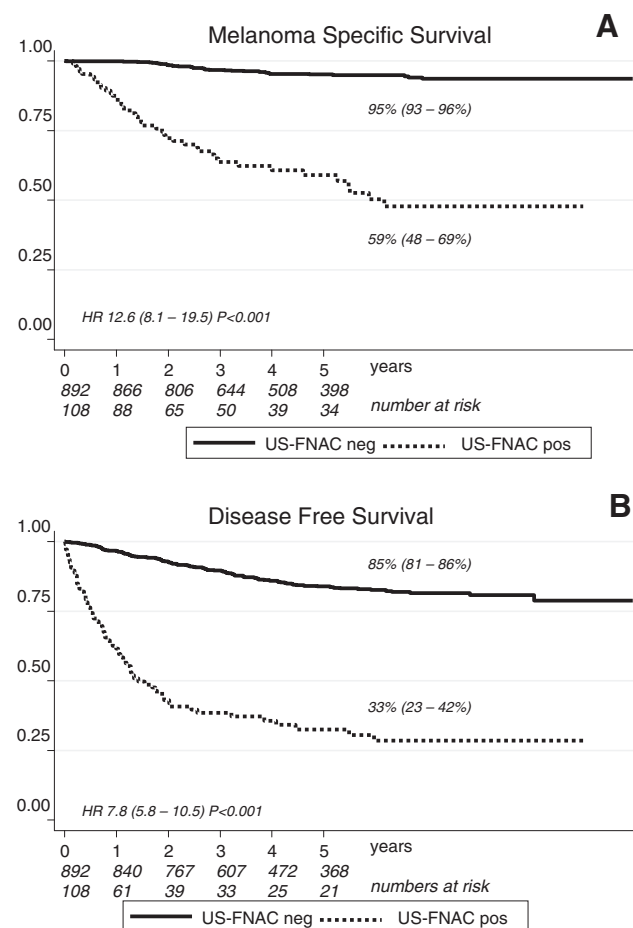 A
Melanoma Specific Survival
1.00
0.75
0.50
0.25
0.00
95% (93 – 96%)
59% (48 – 69%)
HR 12.6 (8.1 – 19.5) P<0.001
0 1 2 3 4 5 years
892 866 806 644 508 398
108 88 65 50 39 34 number at risk
US-FNAC neg US-FNAC pos
B
Disease Free Survival
1.00
0.75
0.50
0.25
0.00
85% (81 – 86%)
33% (23 – 42%)
HR 7.8 (5.8 – 10.5) P<0.001
0 1 2 3 4 5 years
892 840 767 607 472 368
108 61 39 33 25 21 numbers at risk
US-FNAC neg US-FNAC pos